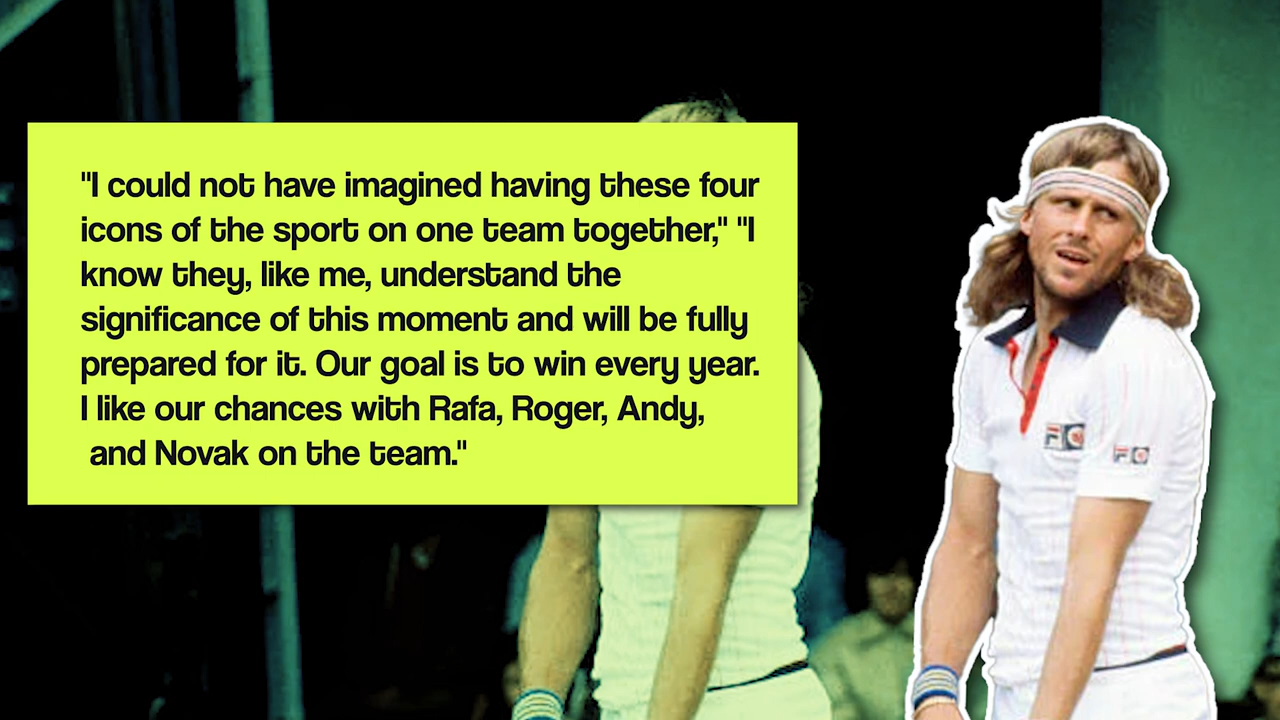 "I could not have imagined having these four
icons of the sport on one team together," "I
know they, like me, understand the
significance of this moment and will be fully
prepared for it. Our goal is to win every year.
I like our chances with Rafa, Roger, Andy,
and Novak on the team."
FILA